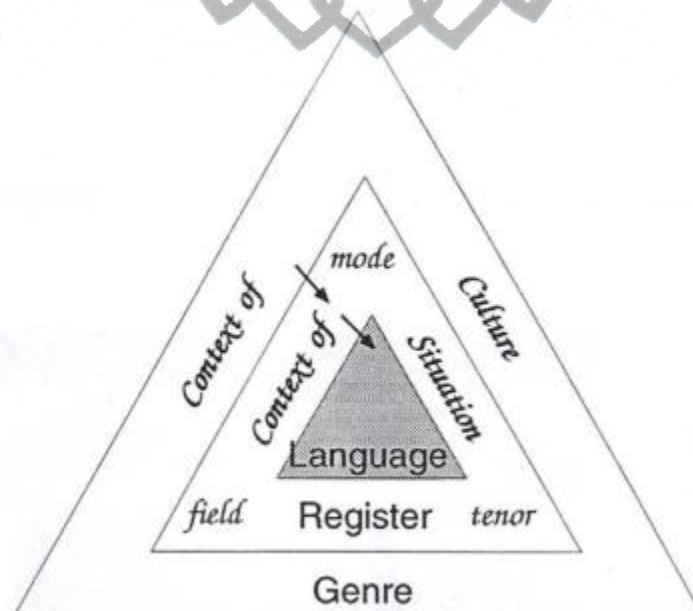 mode
Context of
Culture
Context of
Situation
Language
field
Register
tenor
Genre